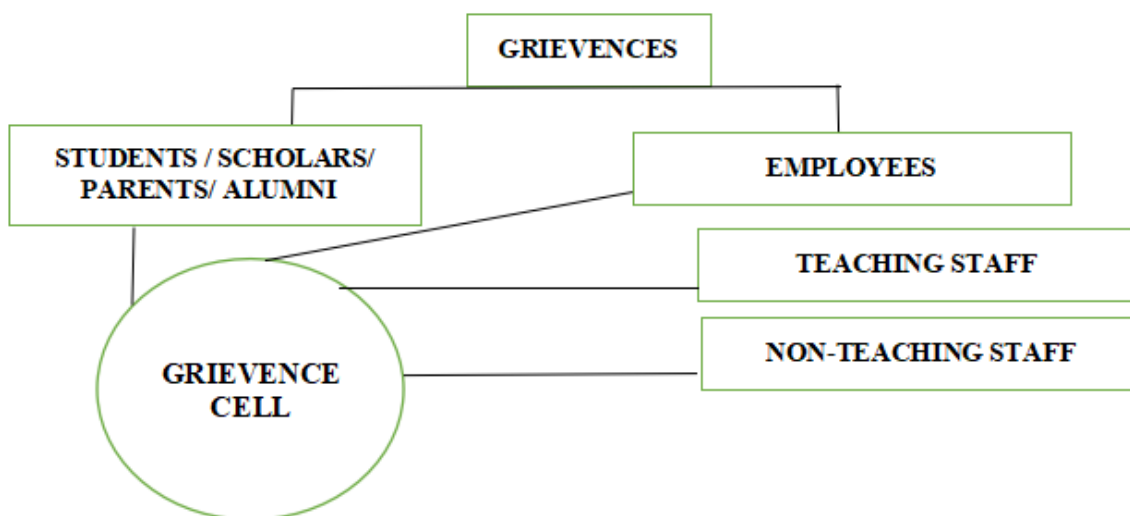 GRIEVENCES
STUDENTS / SCHOLARS/
PARENTS/ ALUMNI
EMPLOYEES
TEACHING STAFF
NON-TEACHING STAFF
GRIEVENCE
CELL